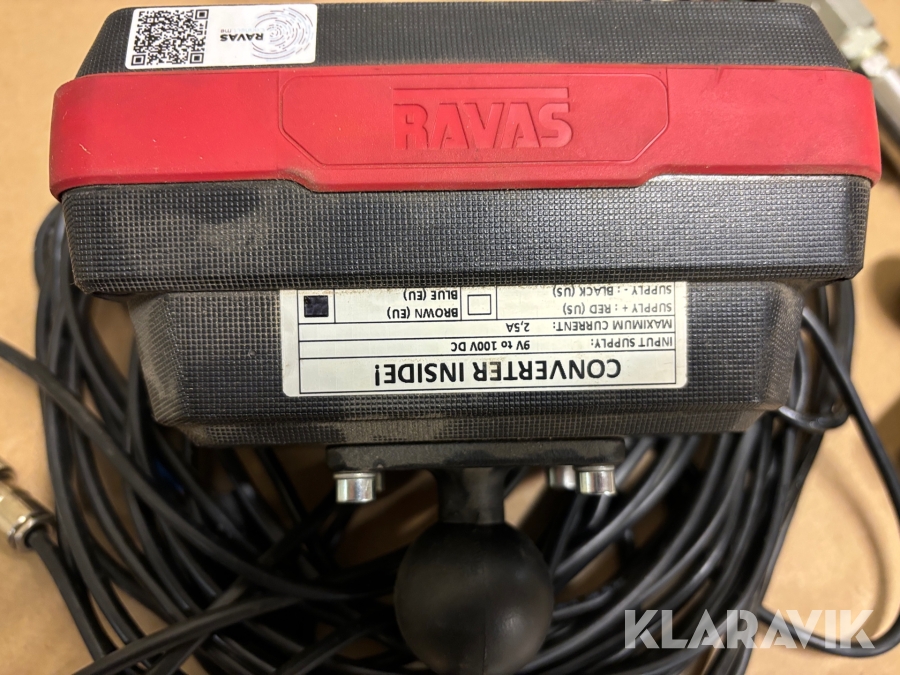 RAVAS
me
RAVAS
CONVERTER INSIDE!
INPUT SUPPLY: 9V to 100V DC
MAXIMUM CURRENT: 2,5A
SUPPLY + : RED (US) BROWN (EU)
SUPPLY - : BLACK (US) BLUE (EU)
KLARAVIK